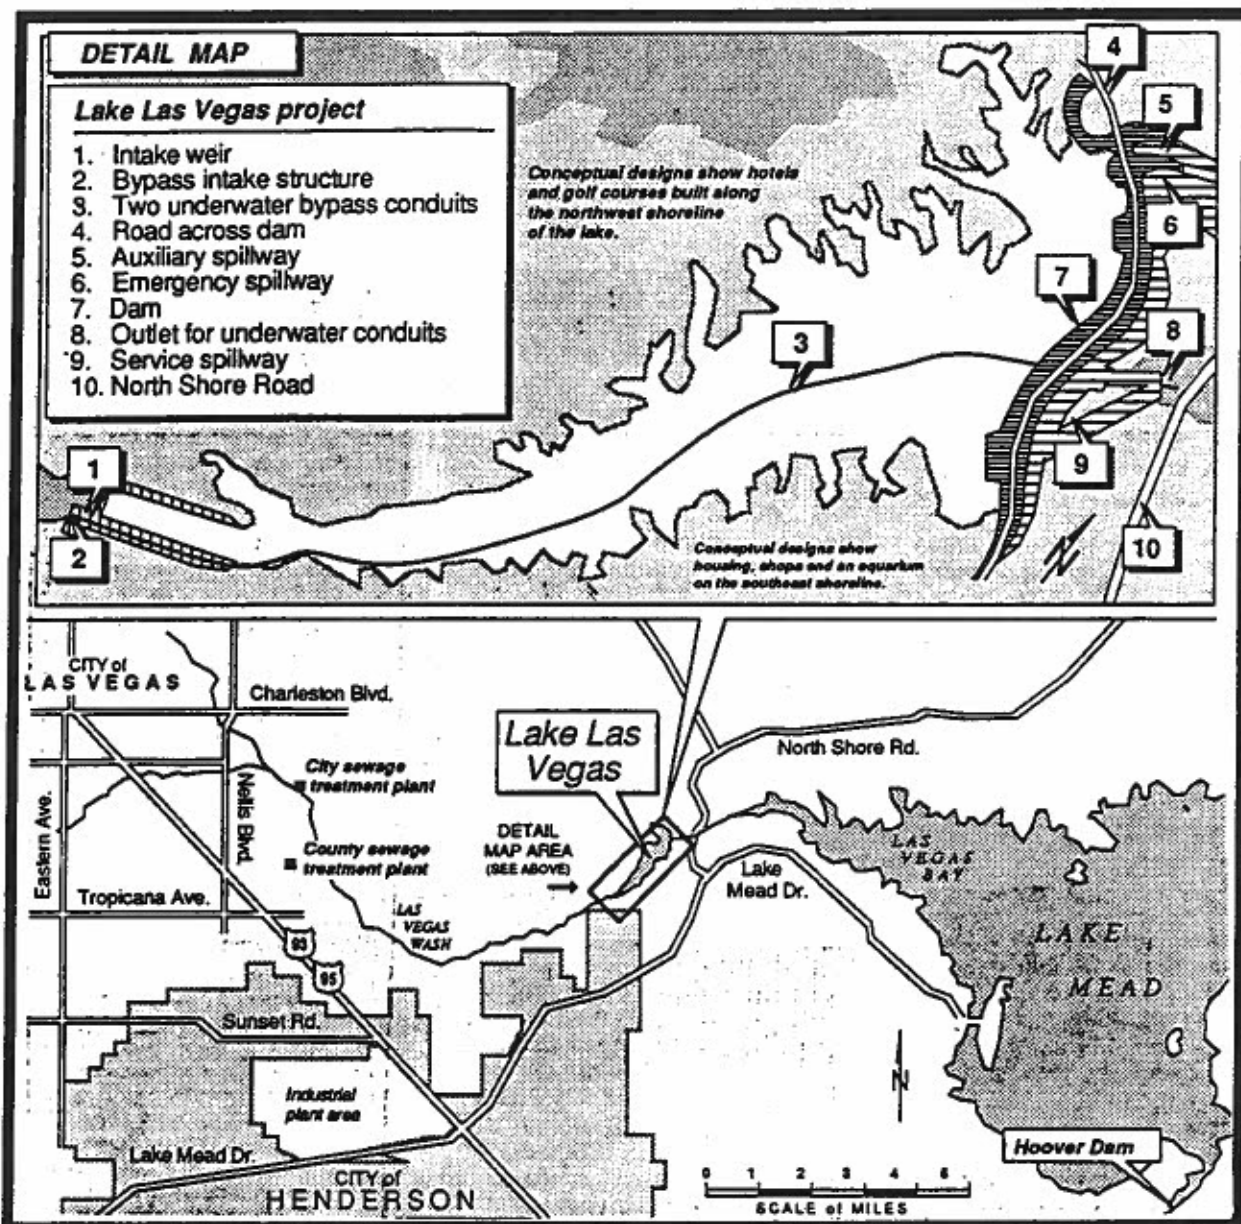 DETAIL MAP
Lake Las Vegas project
1. Intake weir
2. Bypass intake structure
3. Two underwater bypass conduits
4. Road across dam
5. Auxiliary spillway
6. Emergency spillway
7. Dam
8. Outlet for underwater conduits
9. Service spillway
10. North Shore Road
Conceptual designs show hotels
and golf courses built along
the northwest shoreline
of the lake.
4
5
6
7
3
8
9
1
2
10
N
Conceptual designs show
housing, shops and an aquarium
on the southeast shoreline.
CITY of
LAS VEGAS
Charleston Blvd.
Lake Las
Vegas
North Shore Rd.
City sewage
treatment plant
Nellis Blvd.
Eastern Ave.
County sewage
treatment plant
DETAIL
MAP AREA
(SEE ABOVE)
LAS
VEGAS
BAY
Lake
Mead Dr.
Tropicana Ave.
LAS
VEGAS
WASH
93
95
LAKE
MEAD
Sunset Rd.
Industrial
plant area
N
Lake Mead Dr.
CITY of
HENDERSON
Hoover Dam
0 1 2 3 4 5
SCALE of MILES